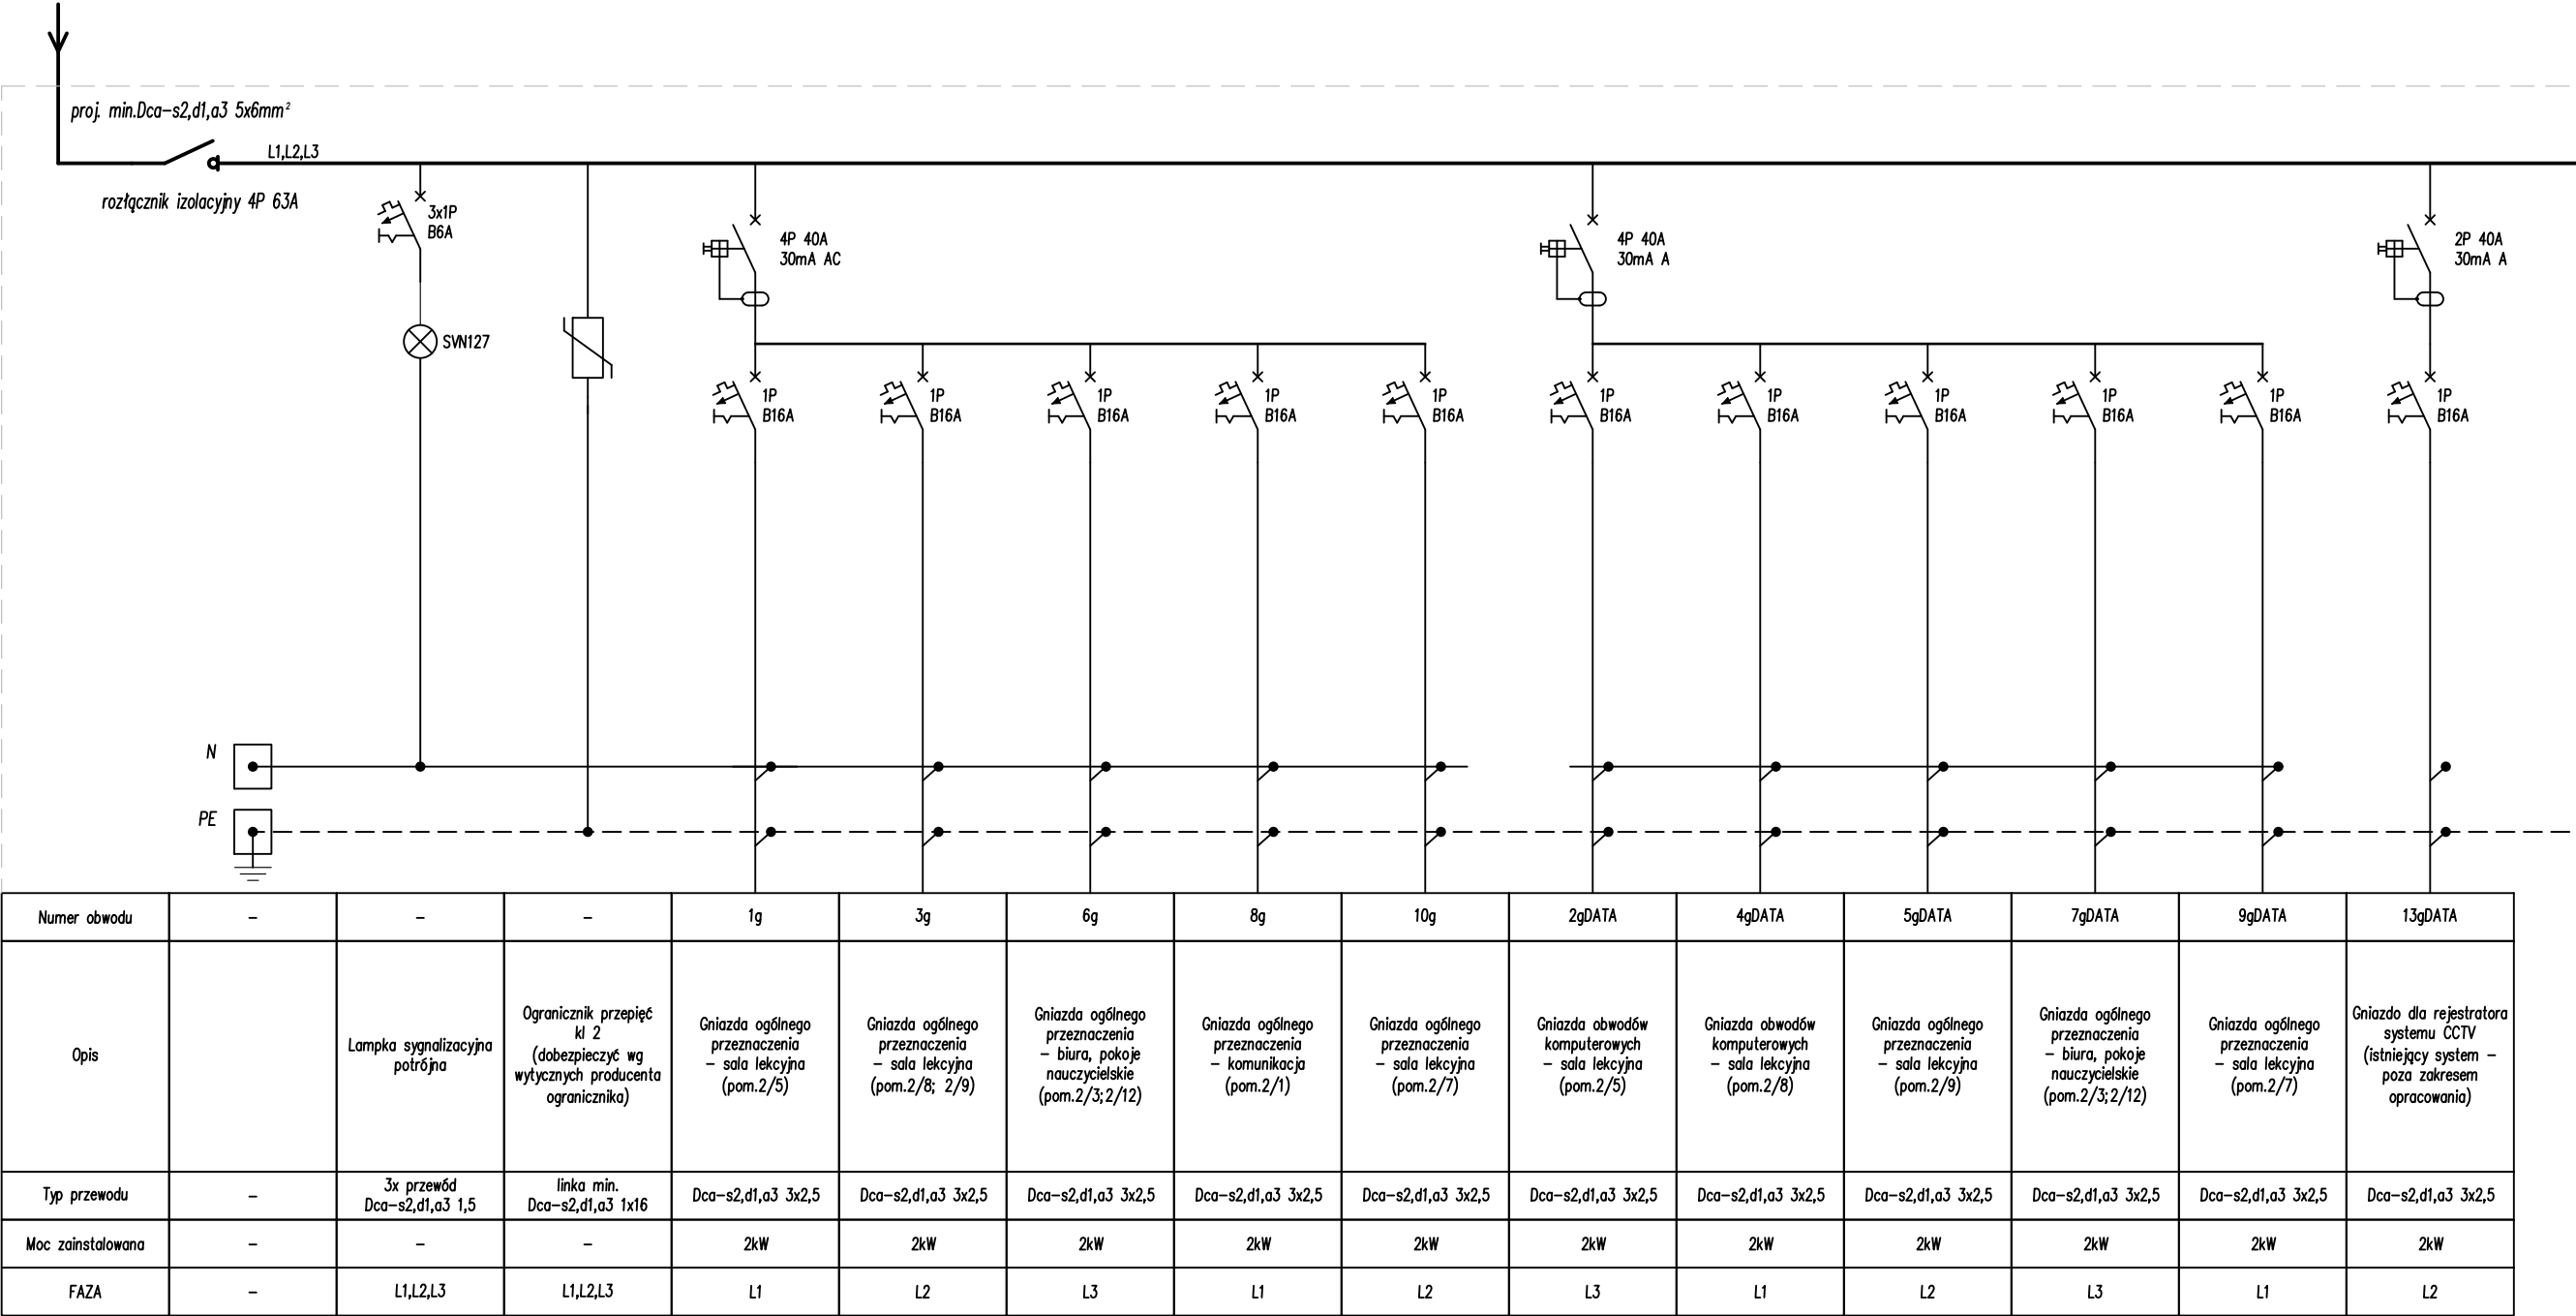 proj. min.Dca-s2,d1,a3 5x6mm²
L1,L2,L3
rozłącznik izolacyjny 4P 63A
3x1P
B6A
4P 40A
30mA AC
4P 40A
30mA A
2P 40A
30mA A
SVN127
1P
B16A
1P
B16A
1P
B16A
1P
B16A
1P
B16A
1P
B16A
1P
B16A
1P
B16A
1P
B16A
1P
B16A
1P
B16A
N
PE
Numer obwodu - - - 1g 3g 6g 8g 10g 2gDATA 4gDATA 5gDATA 7gDATA 9gDATA 13gDATA
Opis
Lampka sygnalizacyjna
potrójna
Ogranicznik przepięć
kl 2
(dobezpieczyć wg
wytycznych producenta
ogranicznika)
Gniazda ogólnego
przeznaczenia
- sala lekcyjna
(pom.2/5)
Gniazda ogólnego
przeznaczenia
- sala lekcyjna
(pom.2/8; 2/9)
Gniazda ogólnego
przeznaczenia
- biura, pokoje
nauczycielskie
(pom.2/3;2/12)
Gniazda ogólnego
przeznaczenia
- komunikacja
(pom.2/1)
Gniazda ogólnego
przeznaczenia
- sala lekcyjna
(pom.2/7)
Gniazda obwodów
komputerowych
- sala lekcyjna
(pom.2/5)
Gniazda obwodów
komputerowych
- sala lekcyjna
(pom.2/8)
Gniazda ogólnego
przeznaczenia
- sala lekcyjna
(pom.2/9)
Gniazda ogólnego
przeznaczenia
- biura, pokoje
nauczycielskie
(pom.2/3;2/12)
Gniazda ogólnego
przeznaczenia
- sala lekcyjna
(pom.2/7)
Gniazdo dla rejestratora
systemu CCTV
(istniejący system -
poza zakresem
opracowania)
Typ przewodu
-
3x przewód
Dca-s2,d1,a3 1,5
linka min.
Dca-s2,d1,a3 1x16
Dca-s2,d1,a3 3x2,5
Dca-s2,d1,a3 3x2,5
Dca-s2,d1,a3 3x2,5
Dca-s2,d1,a3 3x2,5
Dca-s2,d1,a3 3x2,5
Dca-s2,d1,a3 3x2,5
Dca-s2,d1,a3 3x2,5
Dca-s2,d1,a3 3x2,5
Dca-s2,d1,a3 3x2,5
Dca-s2,d1,a3 3x2,5
Dca-s2,d1,a3 3x2,5
Moc zainstalowana - - - 2kW 2kW 2kW 2kW 2kW 2kW 2kW 2kW 2kW 2kW 2kW
FAZA - L1,L2,L3 L1,L2,L3 L1 L2 L3 L1 L2 L3 L1 L2 L3 L1 L2